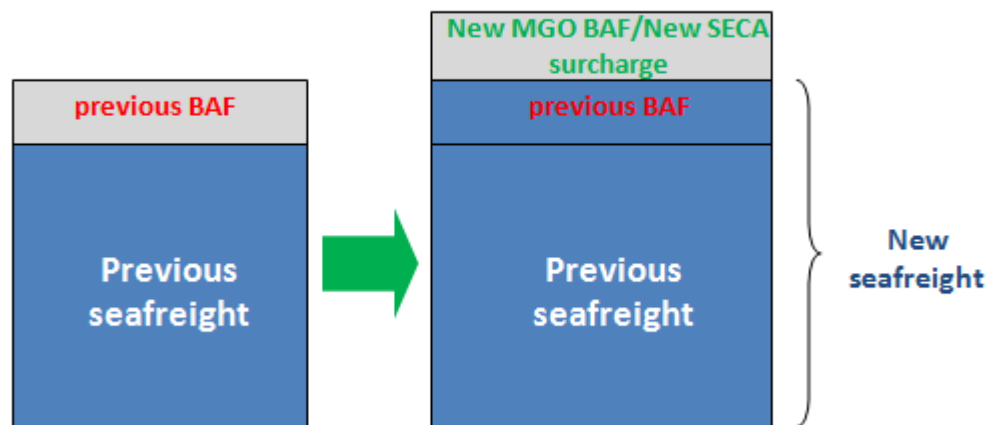 previous BAF
Previous
seafreight
New MGO BAF/New SECA
surcharge
previous BAF
Previous
seafreight
New
seafreight